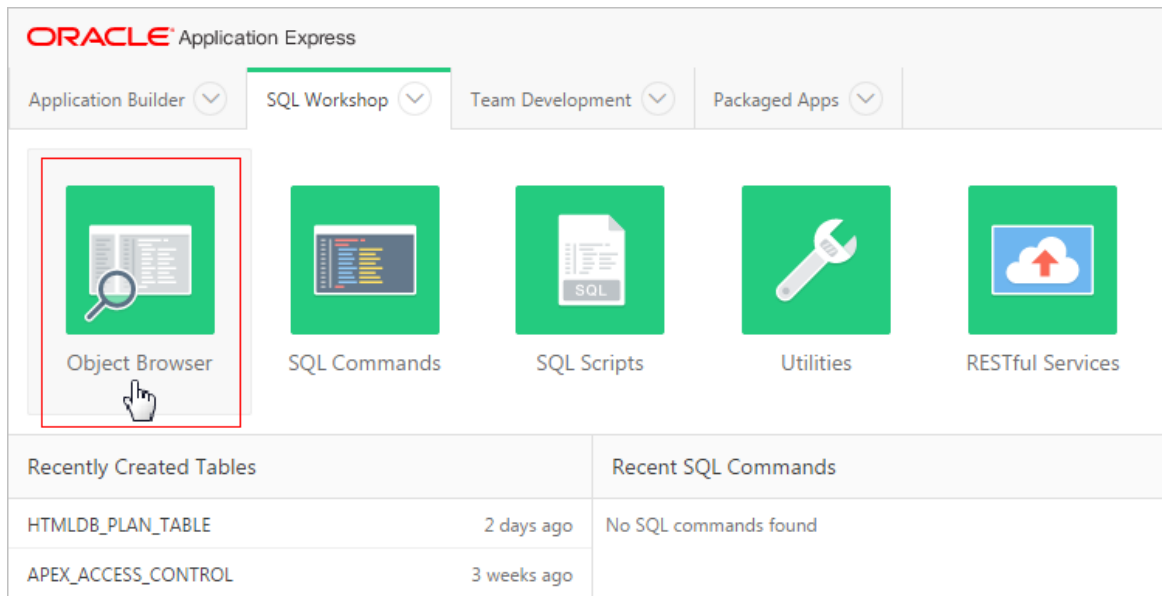 ORACLE Application Express
Application Builder SQL Workshop Team Development Packaged Apps
SQL
Object Browser SQL Commands SQL Scripts Utilities RESTful Services
Recently Created Tables Recent SQL Commands
HTMLDB_PLAN_TABLE 2 days ago No SQL commands found
APEX_ACCESS_CONTROL 3 weeks ago